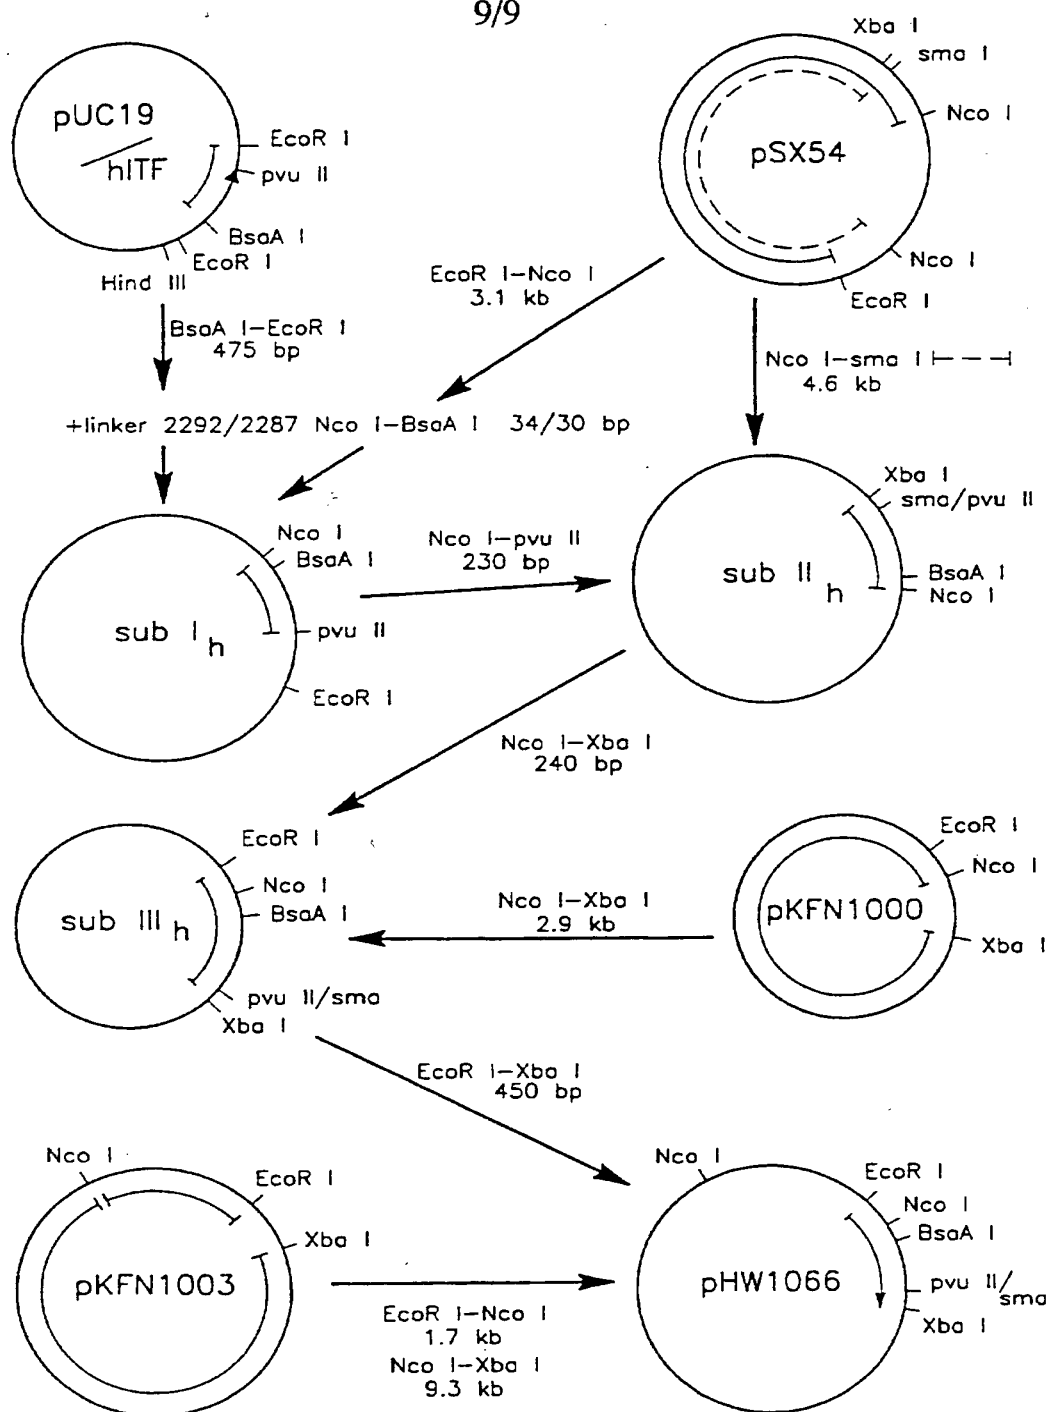 9/9
pUC19
hITF
EcoR I
pvu II
BsaA I
EcoR I
Hind III
Xba I
sma I
Nco I
pSX54
Nco I
EcoR I
BsaA I-EcoR I
475 bp
EcoR I-Nco I
3.1 kb
Nco I-sma I
4.6 kb
+linker 2292/2287 Nco I-BsaA I 34/30 bp
Nco I
BsaA I
sub I h
pvu II
EcoR I
Nco I-pvu II
230 bp
Xba I
sma/pvu II
sub II h
BsaA I
Nco I
Nco I-Xba I
240 bp
EcoR I
Nco I
BsaA I
sub III h
pvu II/sma
Xba I
Nco I-Xba I
2.9 kb
EcoR I
Nco I
pKFN1000
Xba I
EcoR I-Xba I
450 bp
Nco I
EcoR I
Xba I
pKFN1003
EcoR I-Nco I
1.7 kb
Nco I-Xba I
9.3 kb
Nco I
EcoR I
Nco I
BsaA I
pHW1066
pvu II/
sma
Xba I